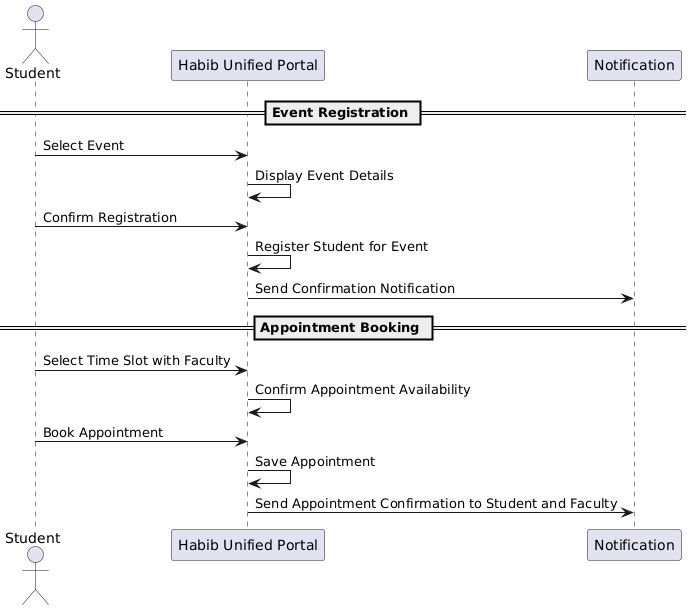 Student
Habib Unified Portal
Notification
Event Registration
Select Event
Display Event Details
Confirm Registration
Register Student for Event
Send Confirmation Notification
Appointment Booking
Select Time Slot with Faculty
Confirm Appointment Availability
Book Appointment
Save Appointment
Send Appointment Confirmation to Student and Faculty
Student
Habib Unified Portal
Notification